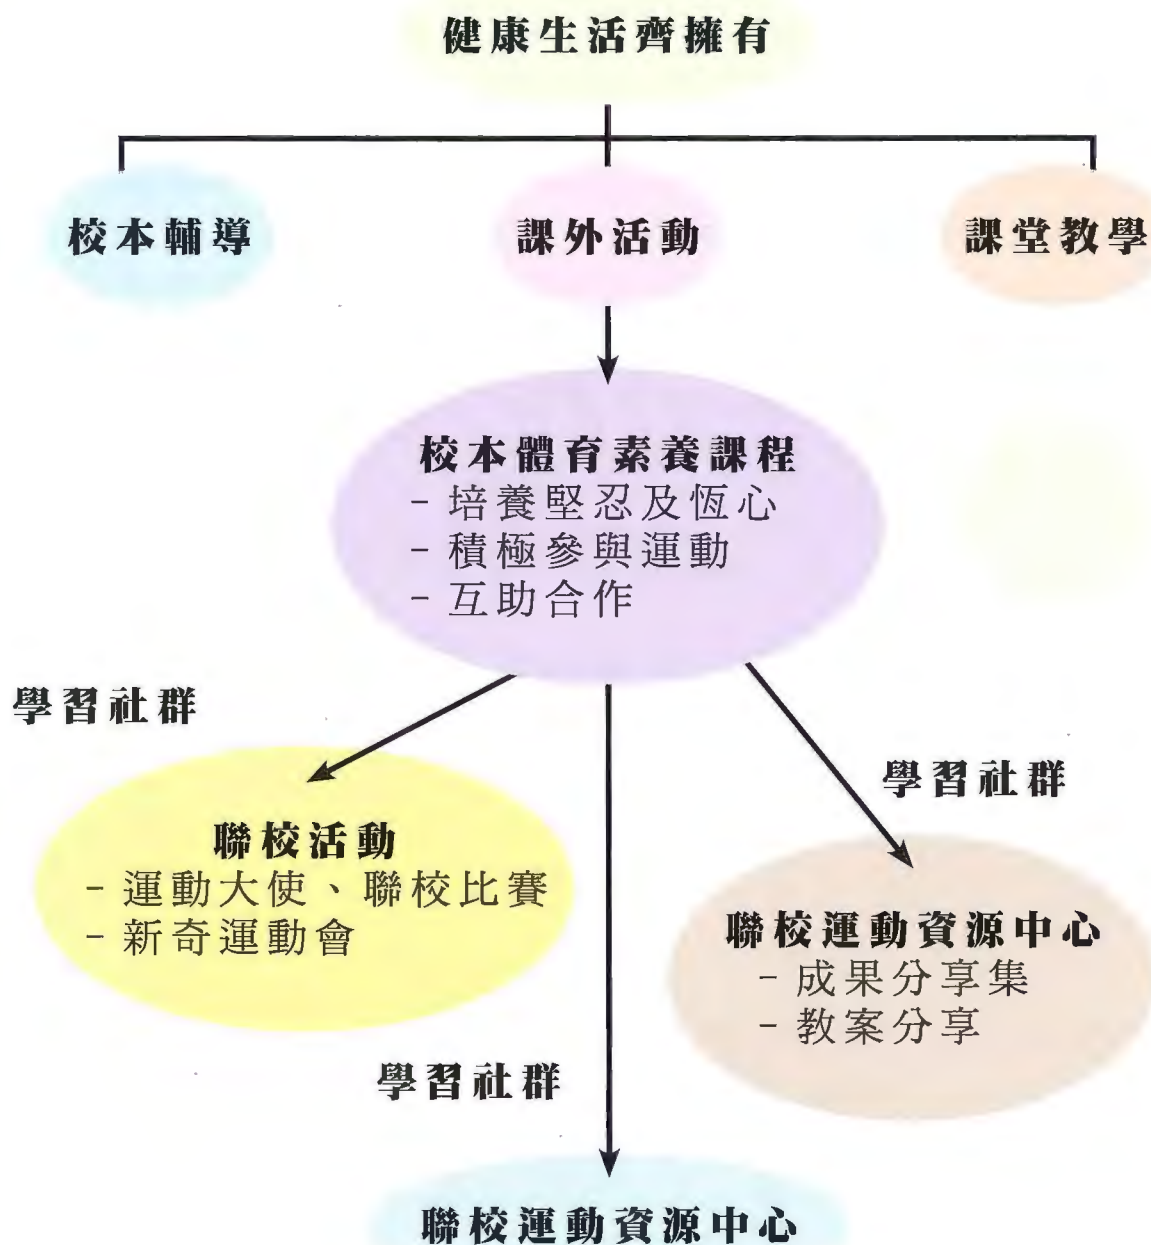 健康生活齊擁有
校本輔導
課外活動
課堂教學
校本體育素養課程
- 培養堅忍及恆心
- 積極參與運動
- 互助合作
學習社群
學習社群
聯校活動
- 運動大使、聯校比賽
- 新奇運動會
聯校運動資源中心
- 成果分享集
- 教案分享
學習社群
聯校運動資源中心